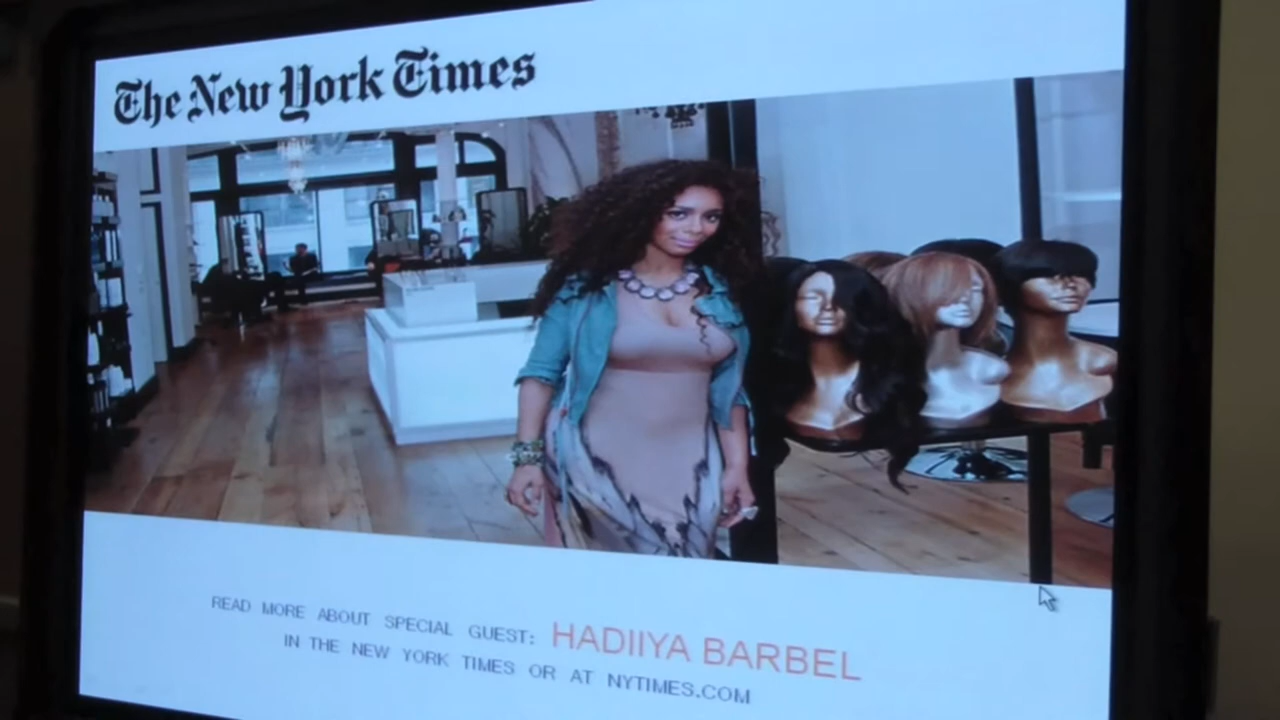 The New York Times
READ MORE ABOUT SPECIAL GUEST: HADIIYA BARBEL
IN THE NEW YORK TIMES OR AT NYTIMES.COM